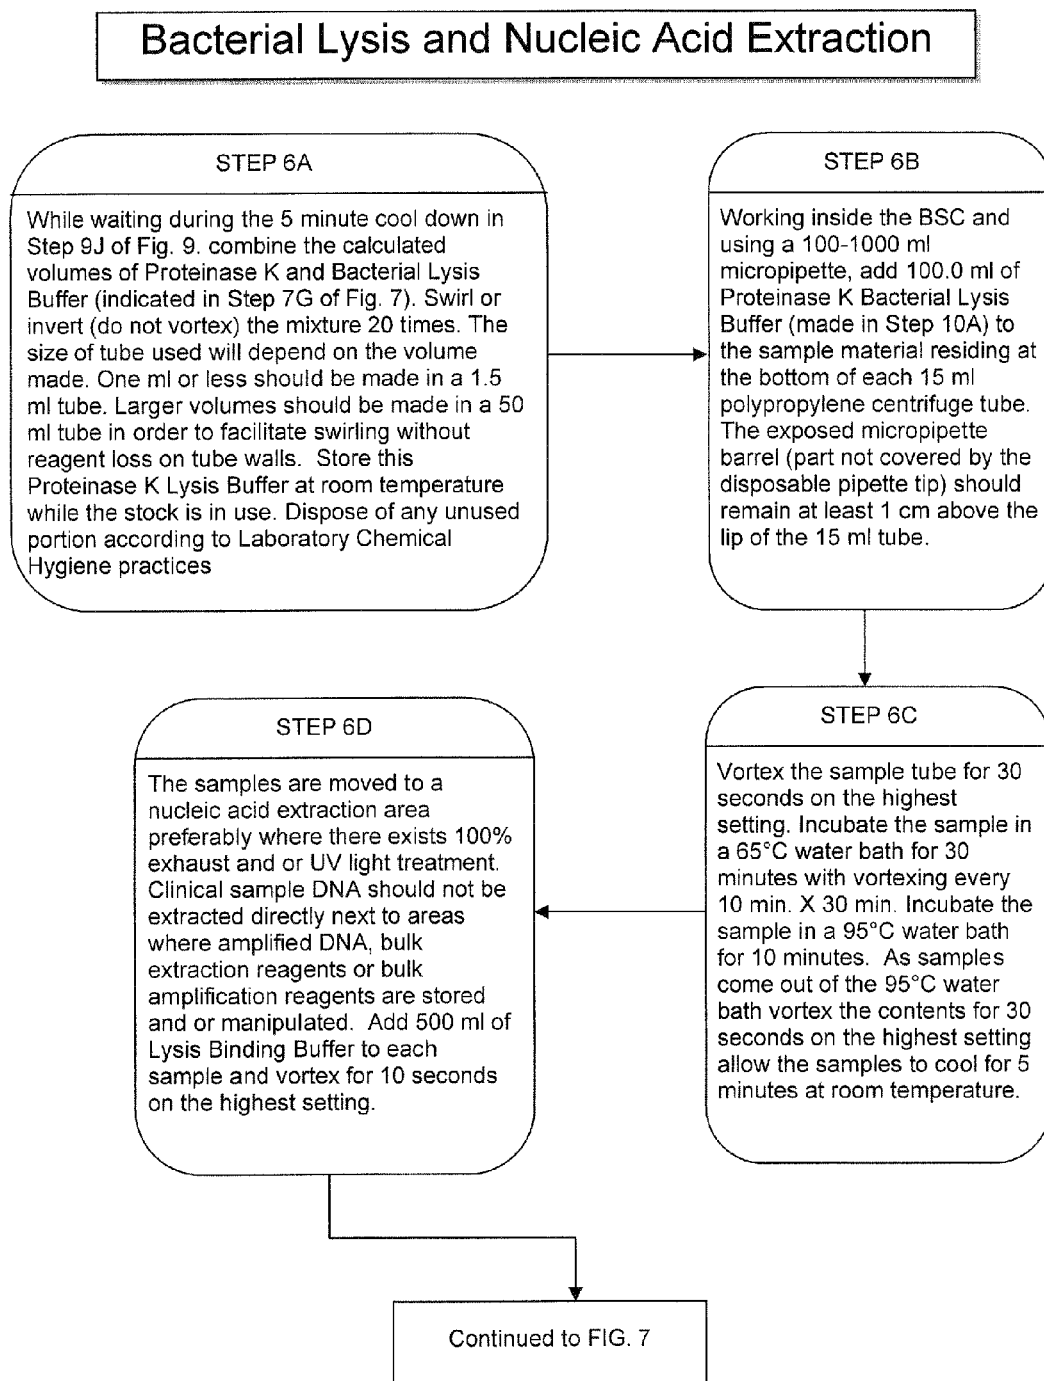 Bacterial Lysis and Nucleic Acid Extraction
STEP 6A
While waiting during the 5 minute cool down in
Step 9J of Fig. 9. combine the calculated
volumes of Proteinase K and Bacterial Lysis
Buffer (indicated in Step 7G of Fig. 7). Swirl or
invert (do not vortex) the mixture 20 times. The
size of tube used will depend on the volume
made. One ml or less should be made in a 1.5
ml tube. Larger volumes should be made in a 50
ml tube in order to facilitate swirling without
reagent loss on tube walls. Store this
Proteinase K Lysis Buffer at room temperature
while the stock is in use. Dispose of any unused
portion according to Laboratory Chemical
Hygiene practices
STEP 6B
Working inside the BSC and
using a 100-1000 ml
micropipette, add 100.0 ml of
Proteinase K Bacterial Lysis
Buffer (made in Step 10A) to
the sample material residing at
the bottom of each 15 ml
polypropylene centrifuge tube.
The exposed micropipette
barrel (part not covered by the
disposable pipette tip) should
remain at least 1 cm above the
lip of the 15 ml tube.
STEP 6C
Vortex the sample tube for 30
seconds on the highest
setting. Incubate the sample in
a 65°C water bath for 30
minutes with vortexing every
10 min. X 30 min. Incubate the
sample in a 95°C water bath
for 10 minutes. As samples
come out of the 95°C water
bath vortex the contents for 30
seconds on the highest setting
allow the samples to cool for 5
minutes at room temperature.
STEP 6D
The samples are moved to a
nucleic acid extraction area
preferably where there exists 100%
exhaust and or UV light treatment.
Clinical sample DNA should not be
extracted directly next to areas
where amplified DNA, bulk
extraction reagents or bulk
amplification reagents are stored
and or manipulated. Add 500 ml of
Lysis Binding Buffer to each
sample and vortex for 10 seconds
on the highest setting.
Continued to FIG. 7